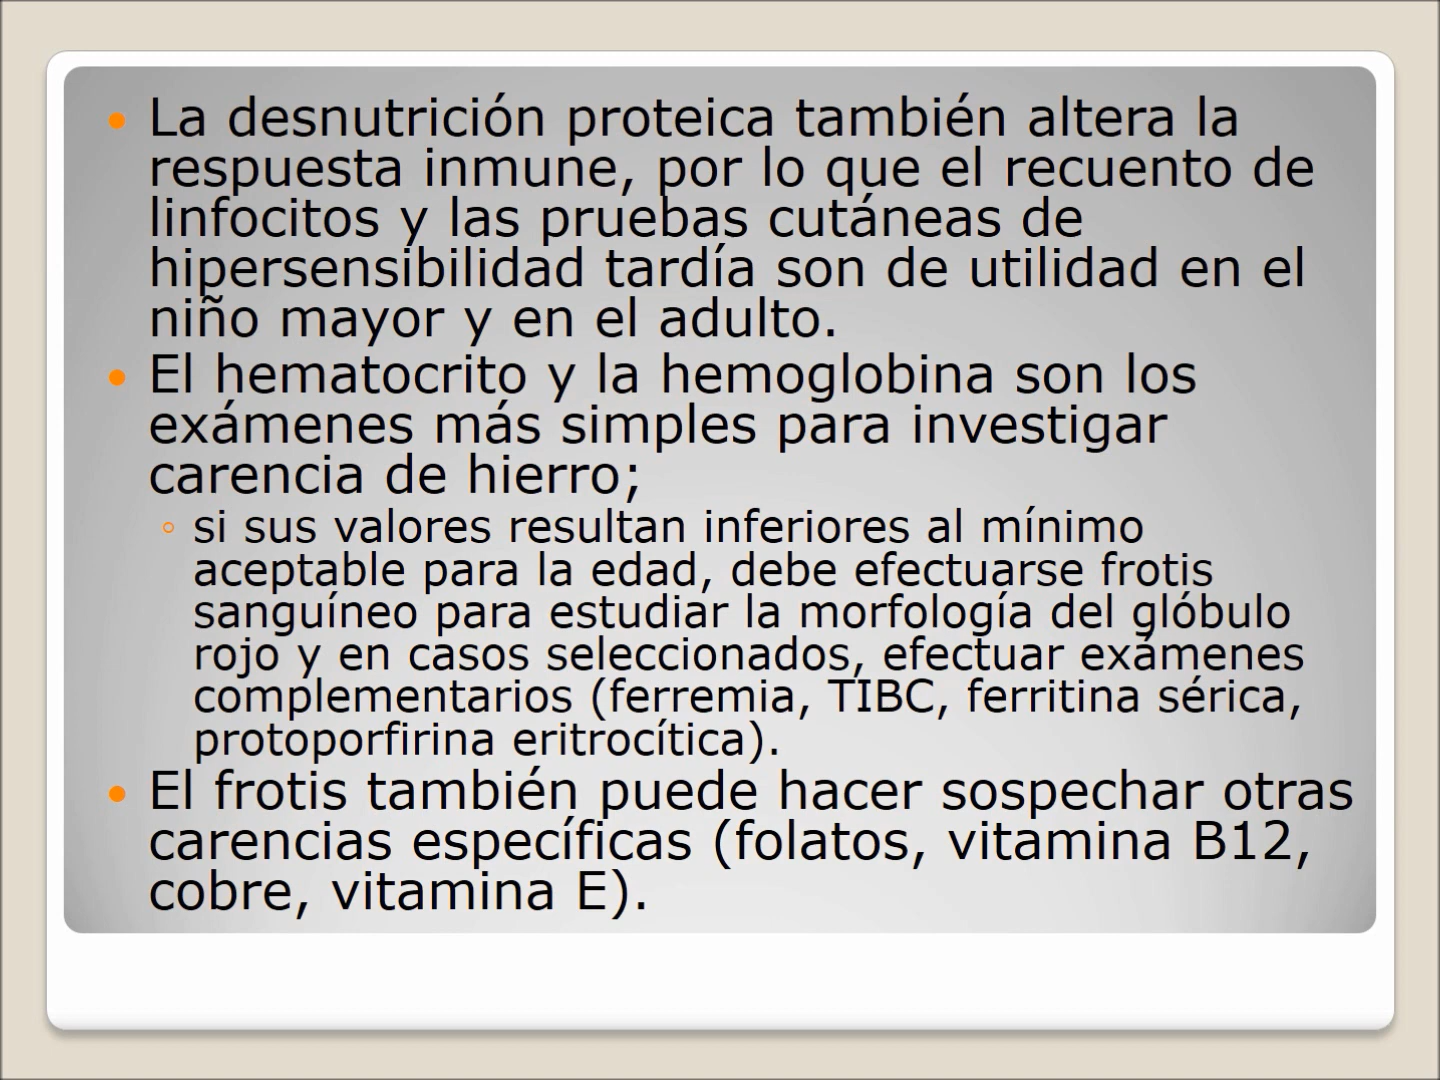 La desnutrición proteica también altera la
respuesta inmune, por lo que el recuento de
linfocitos y las pruebas cutáneas de
hipersensibilidad tardía son de utilidad en el
niño mayor y en el adulto.
El hematocrito y la hemoglobina son los
exámenes más simples para investigar
carencia de hierro;
si sus valores resultan inferiores al mínimo
aceptable para la edad, debe efectuarse frotis
sanguíneo para estudiar la morfología del glóbulo
rojo y en casos seleccionados, efectuar exámenes
complementarios (ferremia, TIBC, ferritina sérica,
protoporfirina eritrocítica).
El frotis también puede hacer sospechar otras
carencias específicas (folatos, vitamina B12,
cobre, vitamina E).